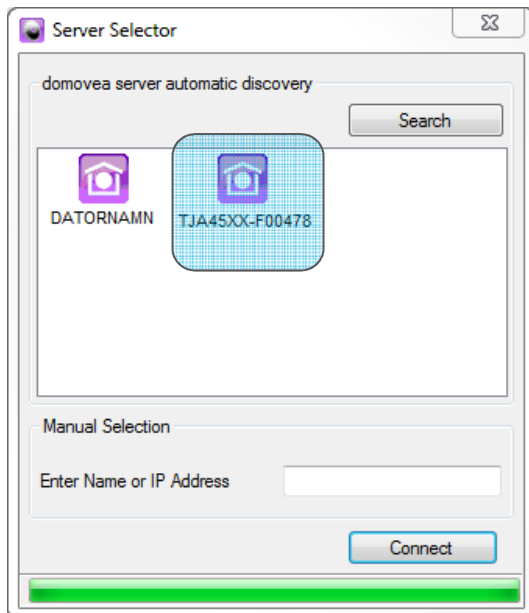 Server Selector
domovea server automatic discovery
Search
DATORNAMN
TJA45XX-F00478
Manual Selection
Enter Name or IP Address
Connect